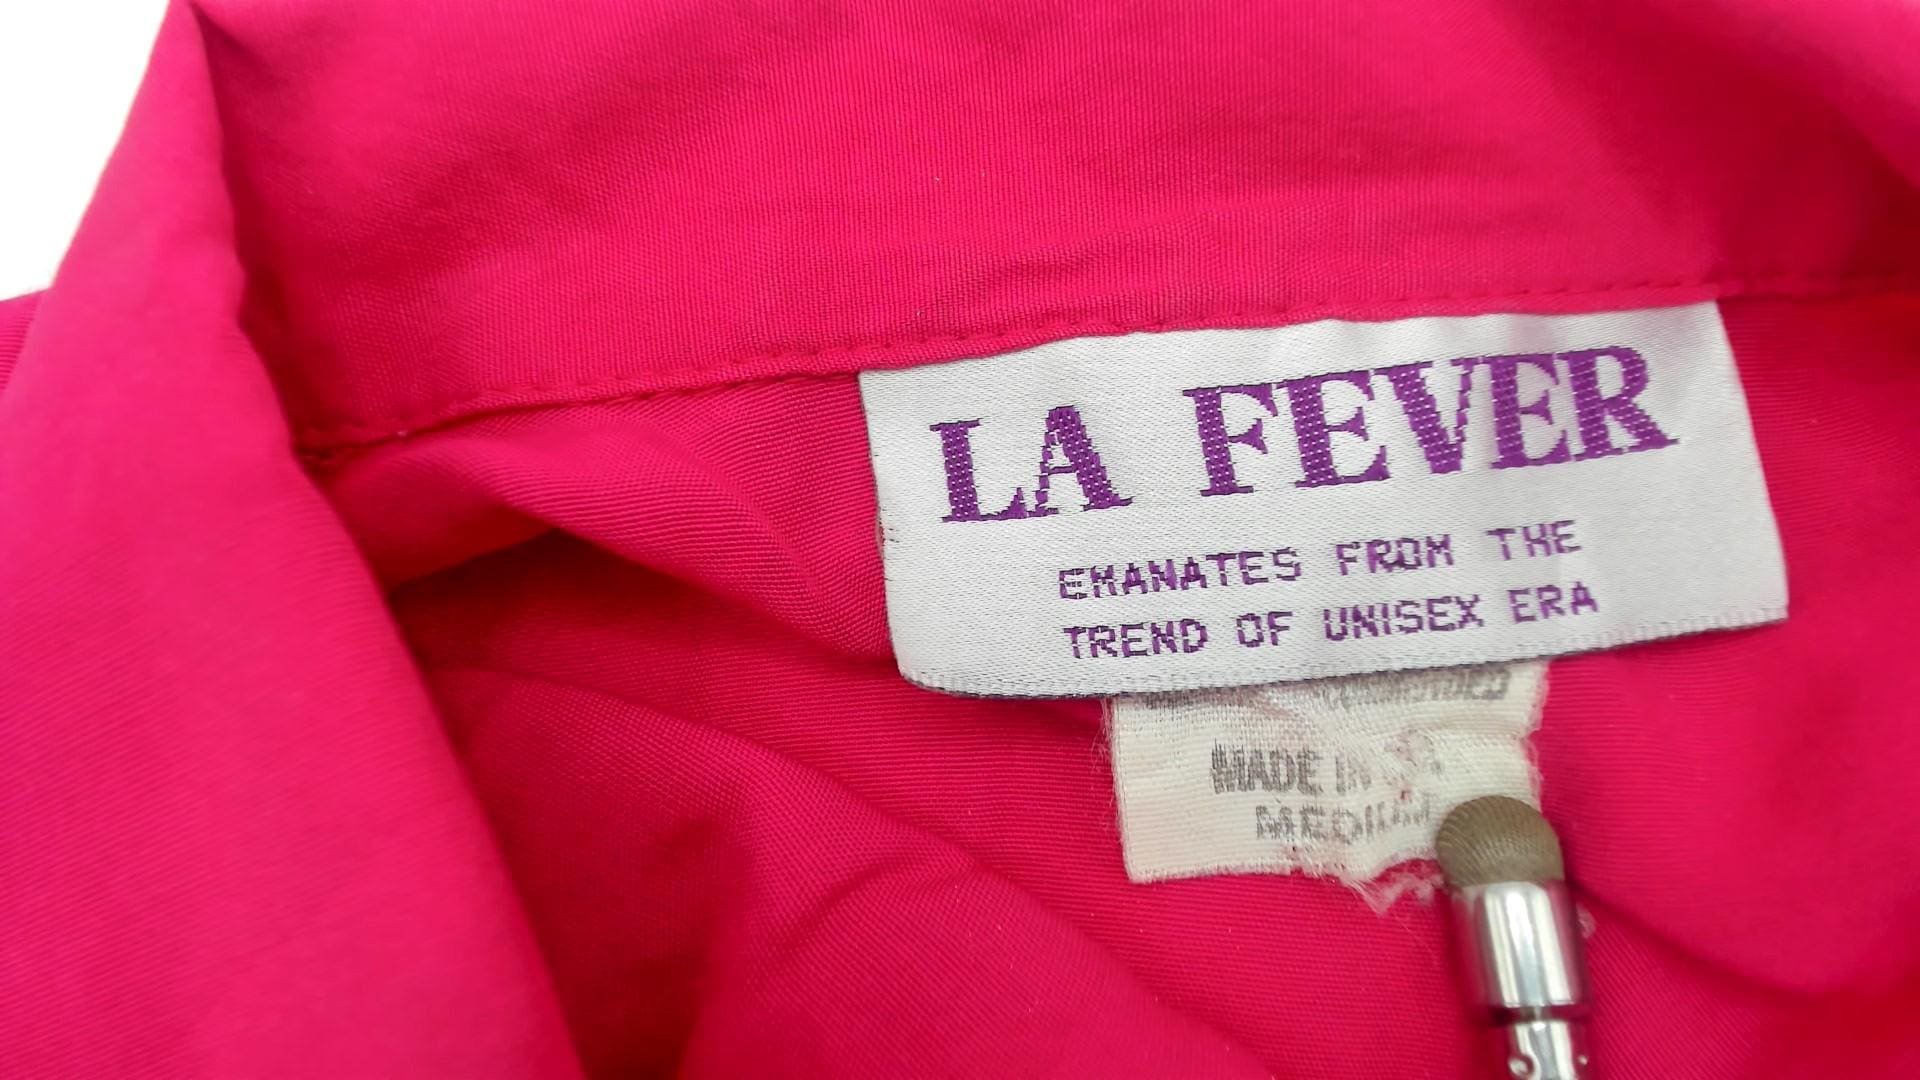 LA FEVER
EMANATES FROM THE
TREND OF UNISEX ERA
MADE IN
MEDIUM